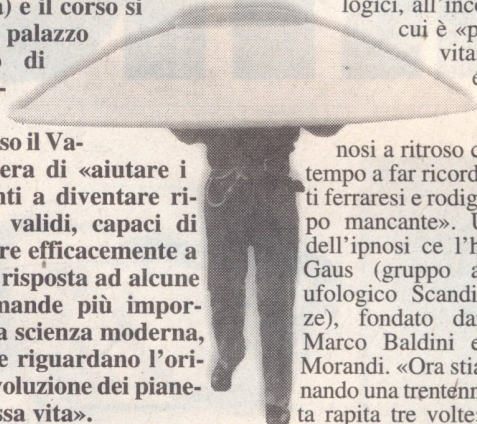 a) e il corso si
palazzo
di
so il Va-
era di «aiutare i
nti a diventare ri-
validi, capaci di
re efficacemente a
risposta ad alcune
mande più impor-
a scienza moderna,
e riguardano l'ori-
voluzione dei piane-
ssa vita».
logici, all'inco
cui è «p
vita
nosi a ritroso c
tempo a far ricord
ti ferraresi e rodig
po mancante». U
dell'ipnosi ce l'h
Gaus (gruppo a
ufologico Scandi
ze), fondato da
Marco Baldini e
Morandi. «Ora stia
nando una trentenn
ta rapita tre volte: